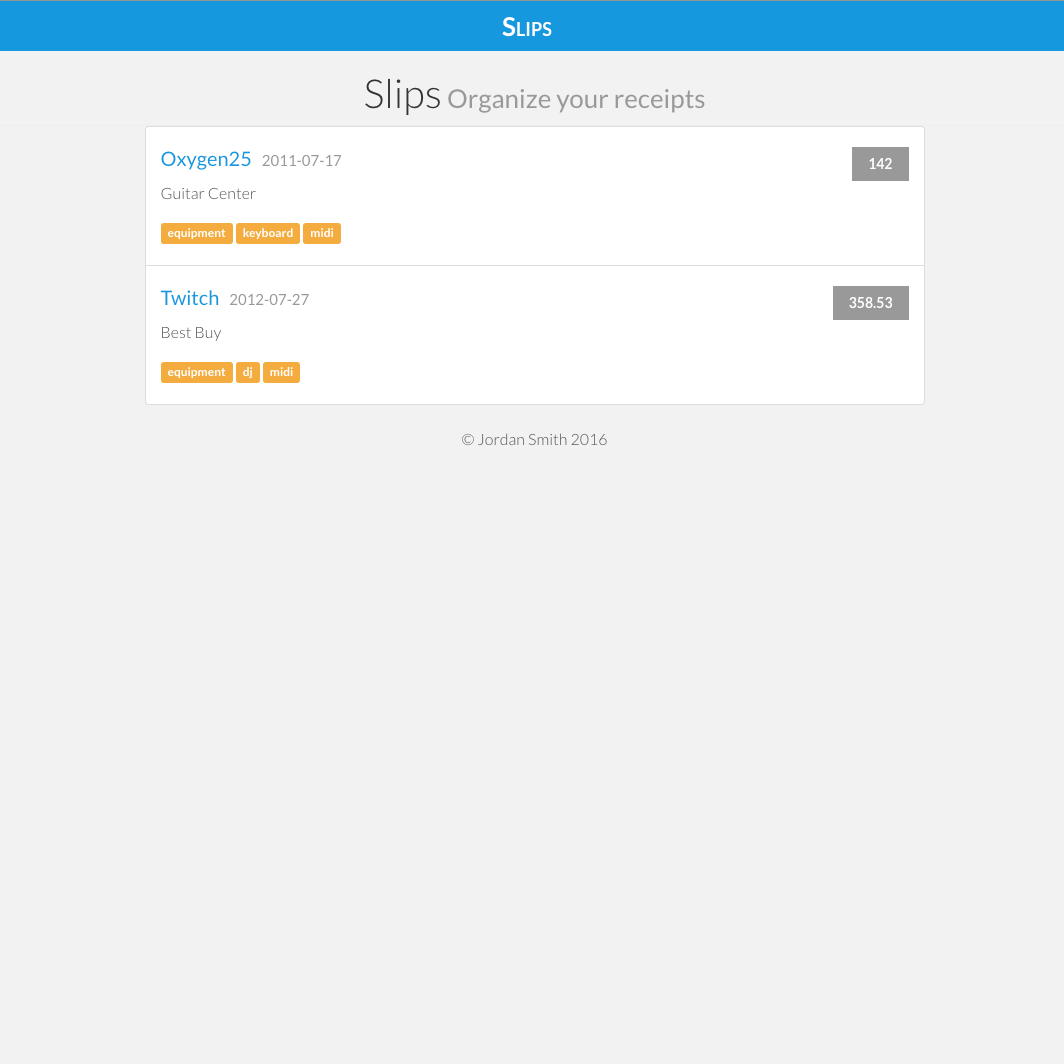 Slips
Slips Organize your receipts
Oxygen25 2011-07-17 142
Guitar Center
equipment keyboard midi
Twitch 2012-07-27 358.53
Best Buy
equipment dj midi
© Jordan Smith 2016